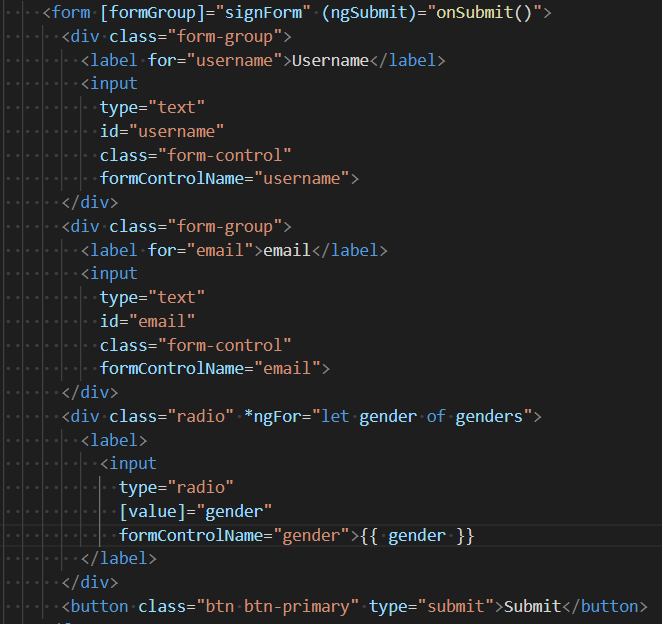 <form [formGroup]="signForm" (ngSubmit)="onSubmit()">
<div class="form-group">
<label for="username">Username</label>
<input
type="text"
id="username"
class="form-control"
formControlName="username">
</div>
<div class="form-group">
<label for="email">email</label>
<input
type="text"
id="email"
class="form-control"
formControlName="email">
</div>
<div class="radio" *ngFor="let gender of genders">
<label>
<input
type="radio"
[value]="gender"
formControlName="gender">{{ gender }}
</label>
</div>
<button class="btn btn-primary" type="submit">Submit</button>